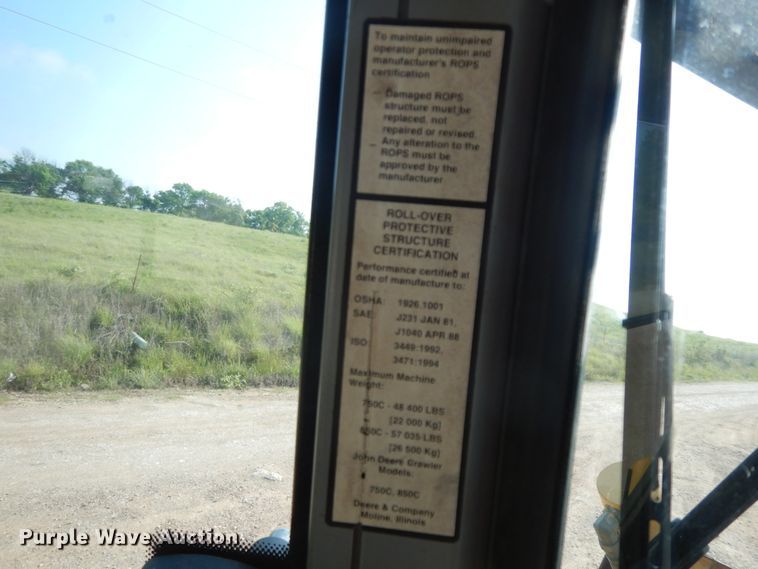 To maintain unimpaired
operator protection and
manufacturer's ROPS
certification
- Damaged ROPS
structure must be
replaced, not
repaired or revised.
- Any alteration to the
ROPS must be
approved by the
manufacturer
ROLL-OVER
PROTECTIVE
STRUCTURE
CERTIFICATION
Performance certified at
date of manufacture to:
OSHA: 1926.1001
SAE: J231 JAN 81,
J1040 APR 88
ISO: 3449:1992,
3471:1994
Maximum Machine
Weight:
750C - 48 400 LBS
[22 000 Kg]
850C - 57 035 LBS
[26 500 Kg]
John Deere Crawler
Models:
750C, 850C
Deere & Company
Moline, Illinois
Purple Wave Auction